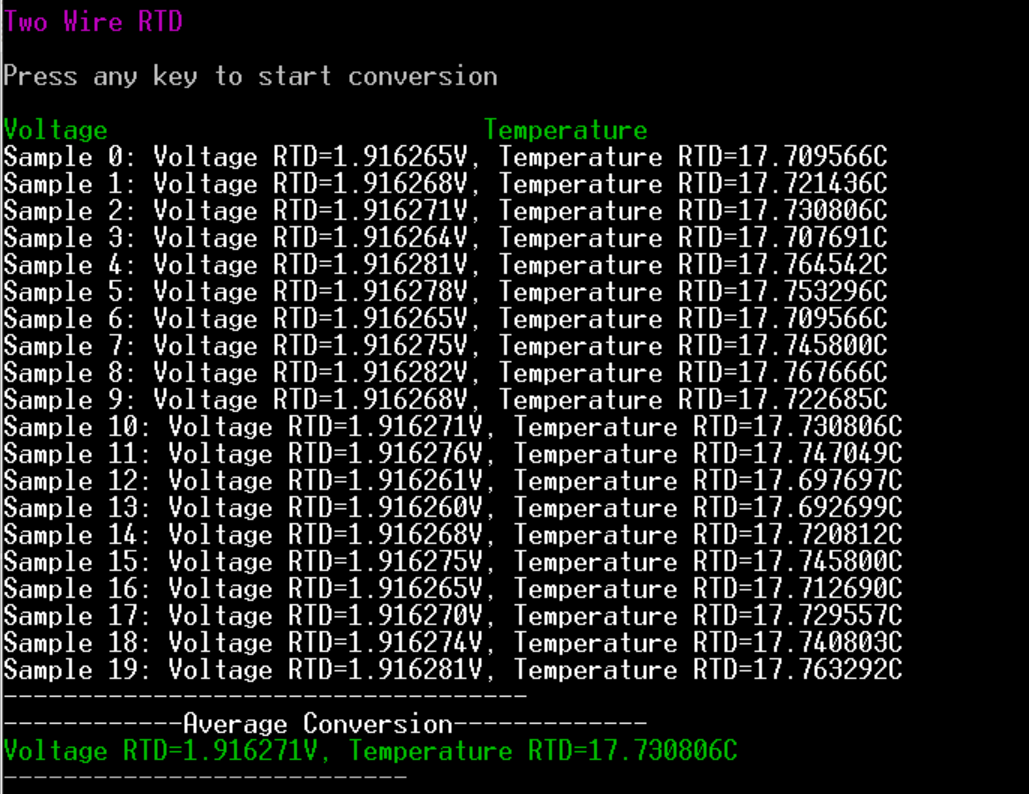 Two Wire RTD
Press any key to start conversion
Voltage Temperature
Sample 0: Voltage RTD=1.916265V, Temperature RTD=17.709566C
Sample 1: Voltage RTD=1.916268V, Temperature RTD=17.721436C
Sample 2: Voltage RTD=1.916271V, Temperature RTD=17.730806C
Sample 3: Voltage RTD=1.916264V, Temperature RTD=17.707691C
Sample 4: Voltage RTD=1.916281V, Temperature RTD=17.764542C
Sample 5: Voltage RTD=1.916278V, Temperature RTD=17.753296C
Sample 6: Voltage RTD=1.916265V, Temperature RTD=17.709566C
Sample 7: Voltage RTD=1.916275V, Temperature RTD=17.745800C
Sample 8: Voltage RTD=1.916282V, Temperature RTD=17.767666C
Sample 9: Voltage RTD=1.916268V, Temperature RTD=17.722685C
Sample 10: Voltage RTD=1.916271V, Temperature RTD=17.730806C
Sample 11: Voltage RTD=1.916276V, Temperature RTD=17.747049C
Sample 12: Voltage RTD=1.916261V, Temperature RTD=17.697697C
Sample 13: Voltage RTD=1.916260V, Temperature RTD=17.692699C
Sample 14: Voltage RTD=1.916268V, Temperature RTD=17.720812C
Sample 15: Voltage RTD=1.916275V, Temperature RTD=17.745800C
Sample 16: Voltage RTD=1.916265V, Temperature RTD=17.712690C
Sample 17: Voltage RTD=1.916270V, Temperature RTD=17.729557C
Sample 18: Voltage RTD=1.916274V, Temperature RTD=17.740803C
Sample 19: Voltage RTD=1.916281V, Temperature RTD=17.763292C
-----------------------------------
------------Average Conversion-------------
Voltage RTD=1.916271V, Temperature RTD=17.730806C
---------------------------